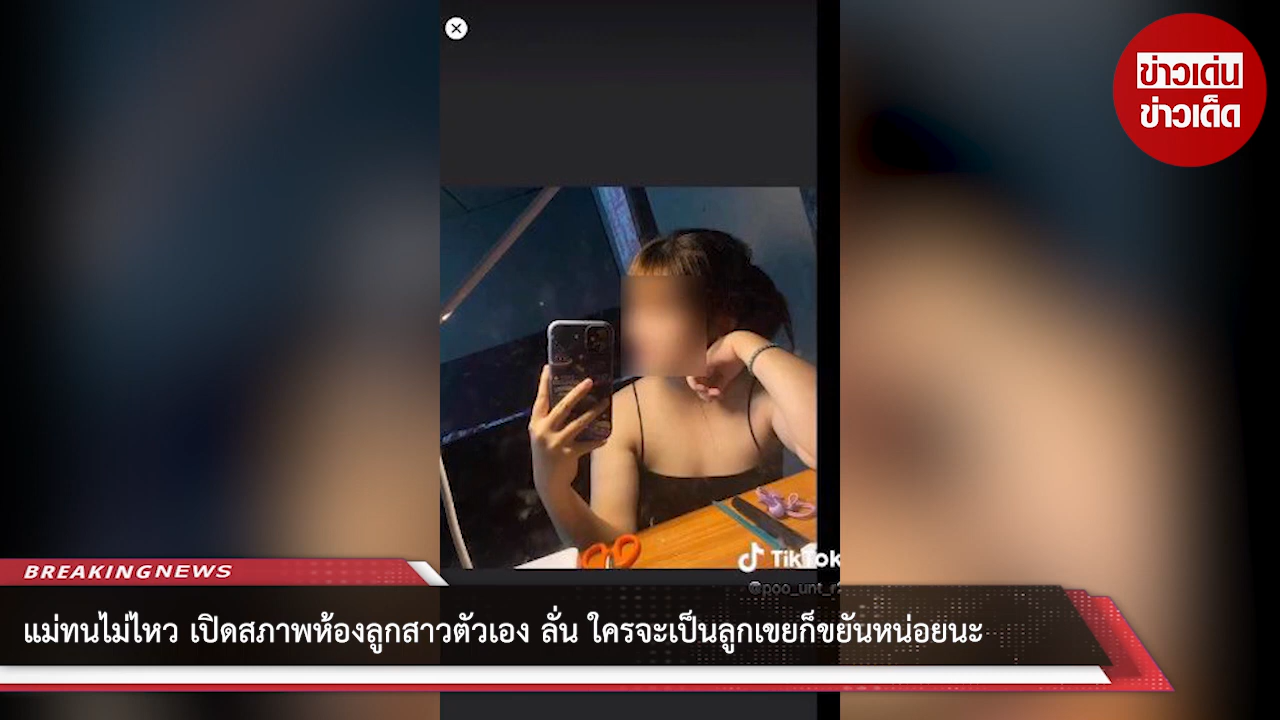 ข่าวเด่น
ข่าวเด็ด
TikTok
BREAKING NEWS
แม่ทนไม่ไหว เปิดสภาพห้องลูกสาวตัวเอง ลั่น ใครจะเป็นลูกเขยก็ขยันหน่อยนะ